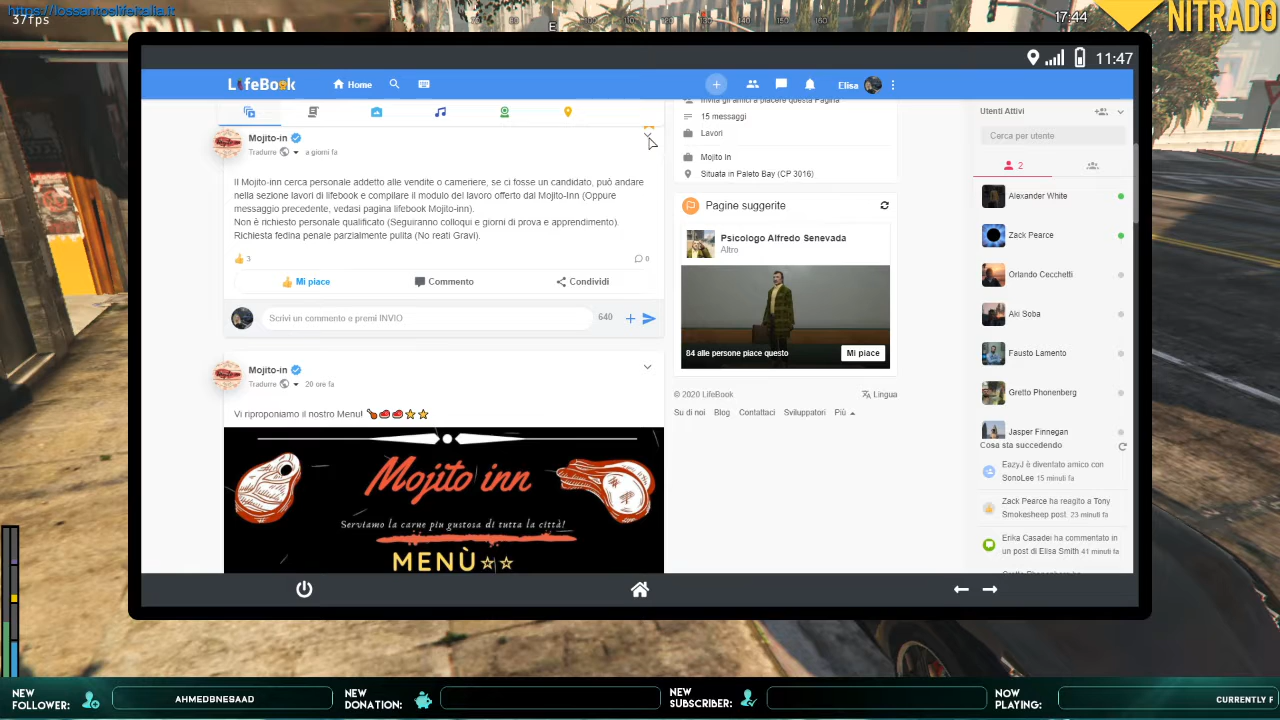 https://lossantoslifeitalia.it
37fps
E
17:44
NITRADO
11:47
LifeBook
Home
Elisa
Mojito-in
Tradurre
a giorni fa
Il Mojito-inn cerca personale addetto alle vendite o cameriere, se ci fosse un candidato, può andare
nella sezione lavori di lifebook e compilare il modulo del lavoro offerto dal Mojito-Inn (Oppure
messaggio precedente, vedasi pagina lifebook Mojito-inn).
Non è richiesto personale qualificato (Seguiranno colloqui e giorni di prova e apprendimento).
Richiesta fedina penale parzialmente pulita (No reati Gravi).
3
0
Mi piace
Commento
Condividi
Scrivi un commento e premi INVIO
640
Mojito-in
Tradurre
20 ore fa
Vi riproponiamo il nostro Menu!
Mojito inn
Serviamo la carne piu gustosa di tutta la città!
MENÙ
Invita gli amici a piacere questa Pagina
15 messaggi
Lavori
Mojito In
Situata in Paleto Bay (CP 3016)
Pagine suggerite
Psicologo Alfredo Senevada
Altro
84 alle persone piace questo
Mi piace
© 2020 LifeBook
Lingua
Su di noi
Blog
Contattaci
Sviluppatori
Più
Utenti Attivi
Cerca per utente
2
Alexander White
Zack Pearce
Orlando Cecchetti
Aki Soba
Fausto Lamento
Gretto Phonenberg
Jasper Finnegan
Cosa sta succedendo
EazyJ è diventato amico con
SonoLee 15 minuti fa
Zack Pearce ha reagito a Tony
Smokesheep post. 23 minuti fa
Erika Casadei ha commentato in
un post di Elisa Smith 41 minuti fa
NEW
FOLLOWER:
AHMEDBNESAAD
NEW
DONATION:
NEW
SUBSCRIBER:
NOW
PLAYING:
CURRENTLY F